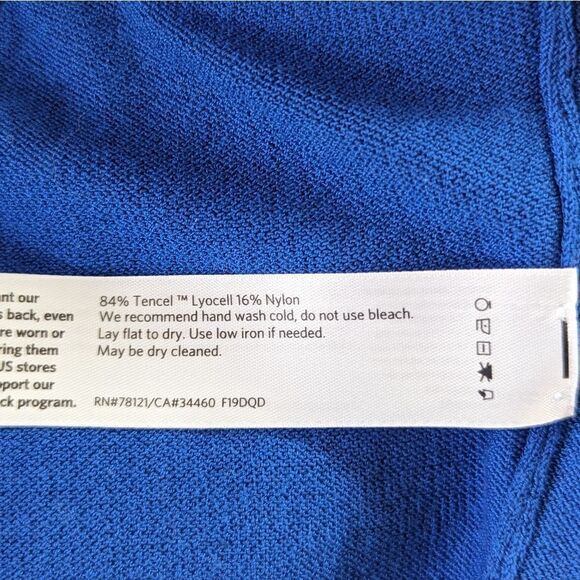 nt our
s back, even
re worn or
ring them
US stores
pport our
ck program.
84% Tencel ™ Lyocell 16% Nylon
We recommend hand wash cold, do not use bleach.
Lay flat to dry. Use low iron if needed.
May be dry cleaned.
RN#78121/CA#34460 F19DQD